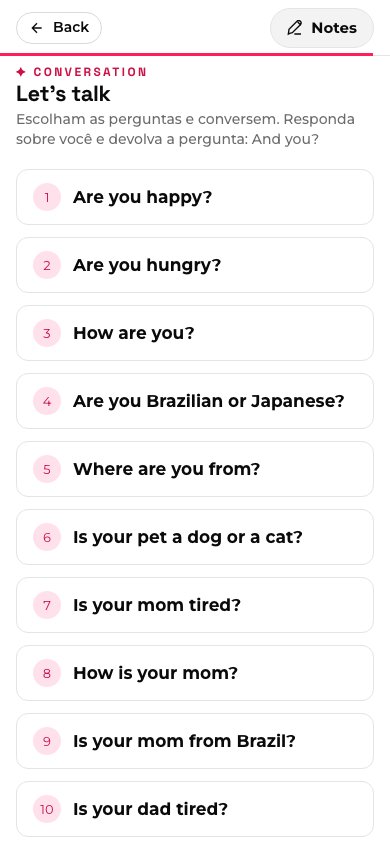 Back
Notes
CONVERSATION
Let's talk
Escolham as perguntas e conversem. Responda
sobre você e devolva a pergunta: And you?
1 Are you happy?
2 Are you hungry?
3 How are you?
4 Are you Brazilian or Japanese?
5 Where are you from?
6 Is your pet a dog or a cat?
7 Is your mom tired?
8 How is your mom?
9 Is your mom from Brazil?
10 Is your dad tired?